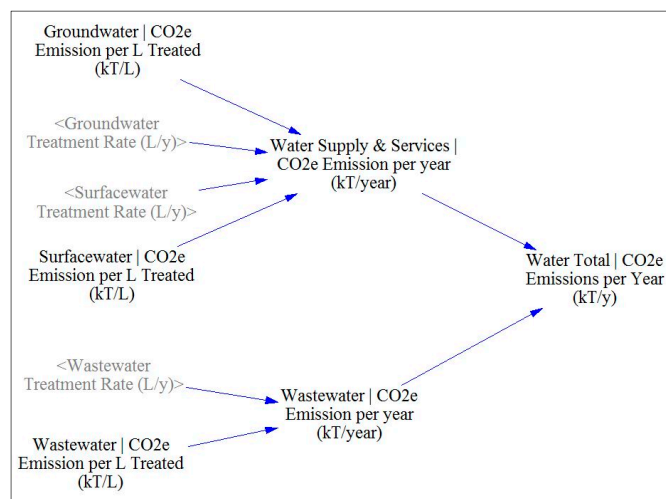 Groundwater | CO2e
Emission per L Treated
(kT/L)
<Groundwater
Treatment Rate (L/y)>
Water Supply & Services |
CO2e Emission per year
(kT/year)
<Surfacewater
Treatment Rate (L/y)>
Surfacewater | CO2e
Emission per L Treated
(kT/L)
Water Total | CO2e
Emissions per Year
(kT/y)
<Wastewater
Treatment Rate (L/y)>
Wastewater | CO2e
Emission per year
(kT/year)
Wastewater | CO2e
Emission per L Treated
(kT/L)